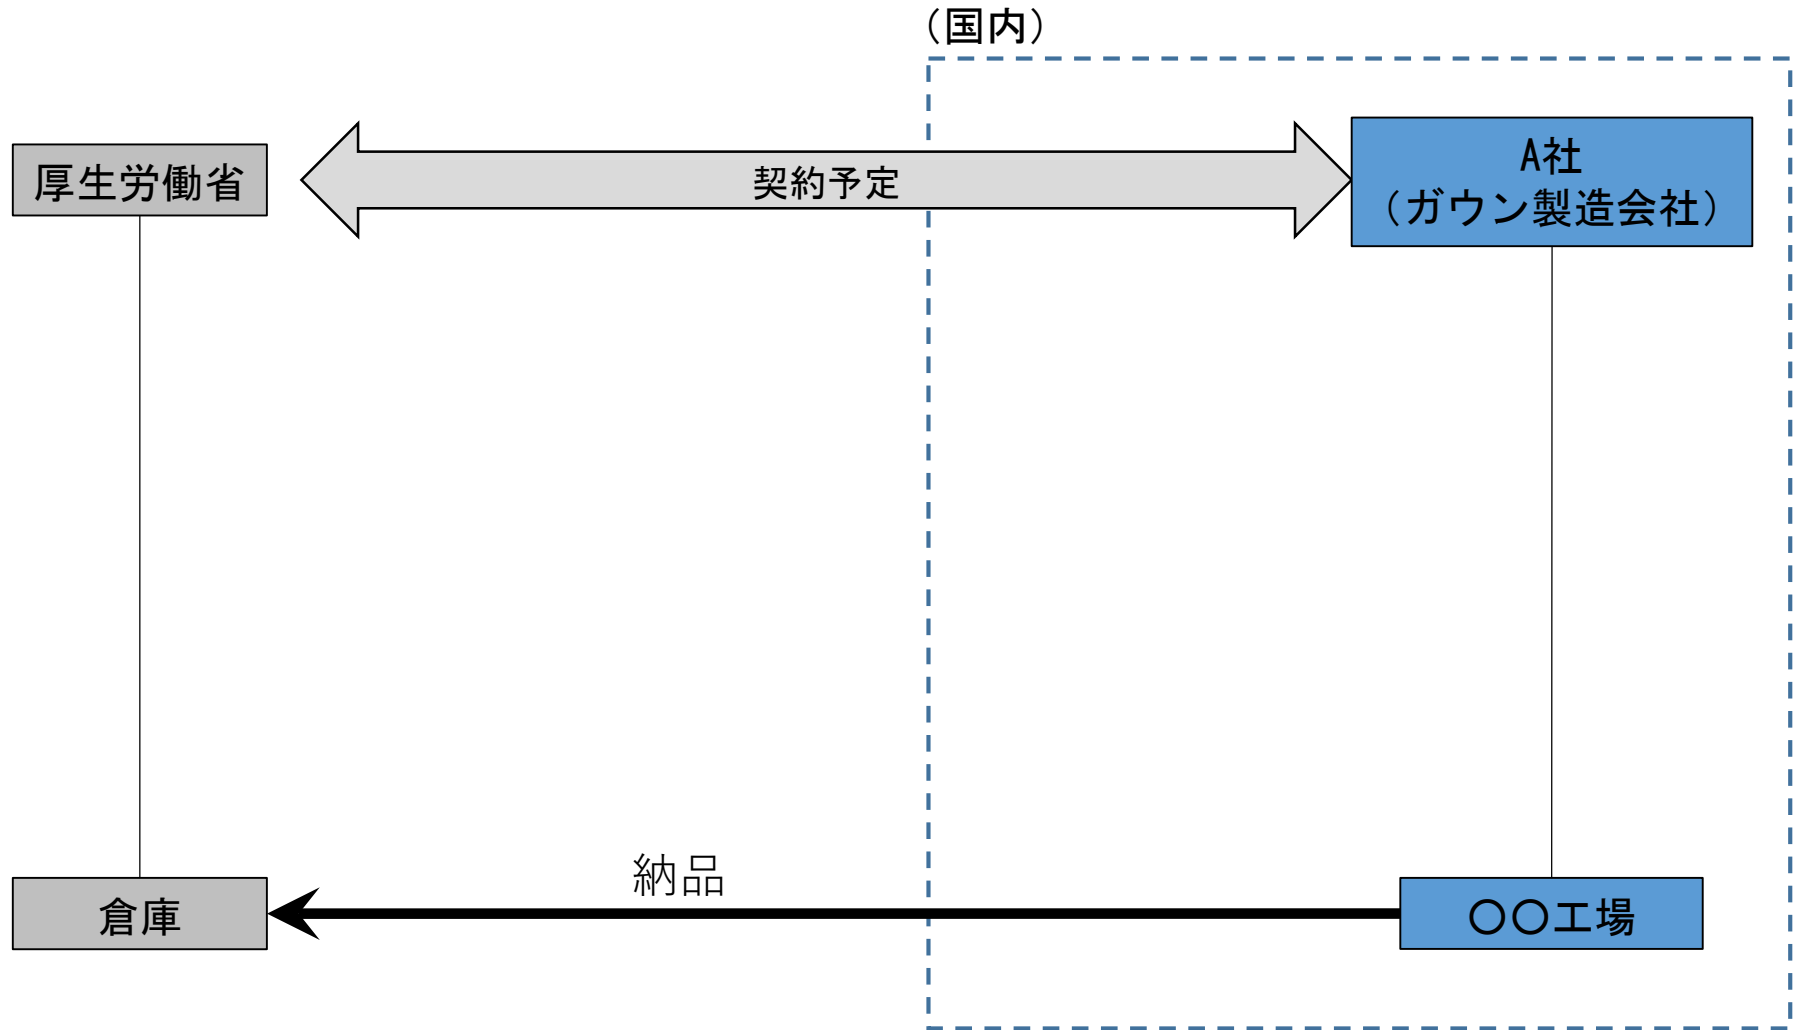 （国内）
厚生労働省
契約予定
A社
（ガウン製造会社）
納品
倉庫
〇〇工場